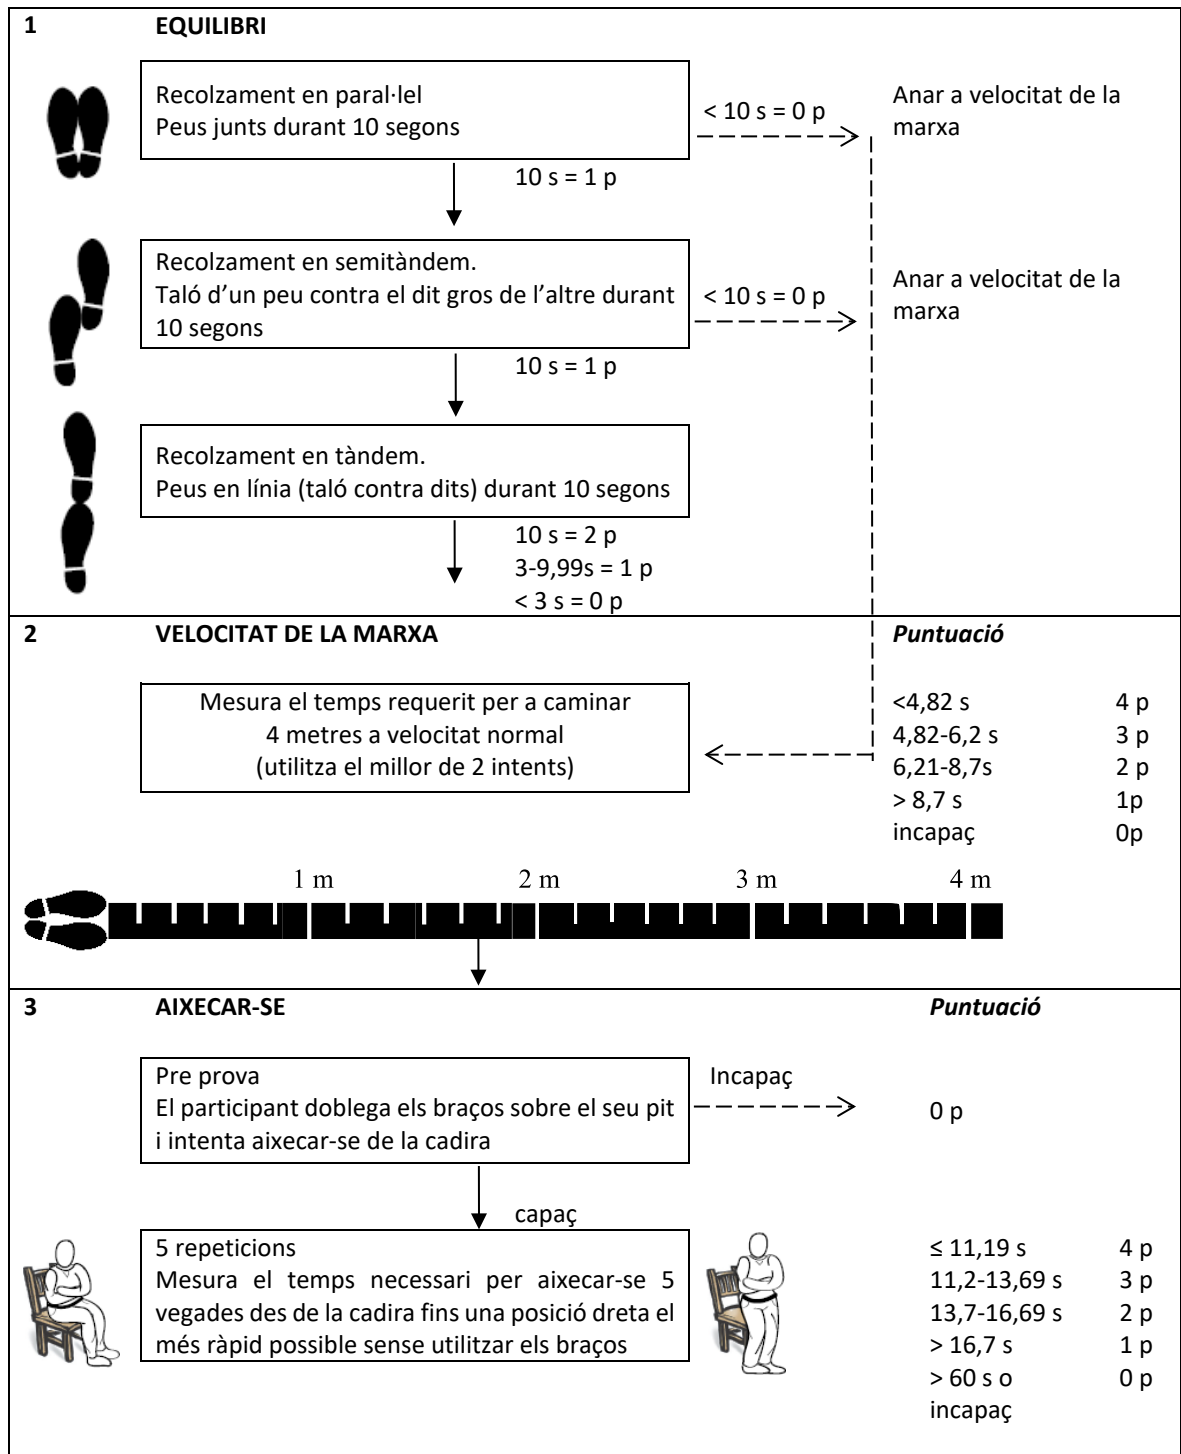 1 EQUILIBRI
Recolzament en paral·lel
Peus junts durant 10 segons
< 10 s = 0 p
Anar a velocitat de la
marxa
10 s = 1 p
Recolzament en semitàndem.
Taló d’un peu contra el dit gros de l’altre durant
10 segons
< 10 s = 0 p
Anar a velocitat de la
marxa
10 s = 1 p
Recolzament en tàndem.
Peus en línia (taló contra dits) durant 10 segons
10 s = 2 p
3-9,99s = 1 p
< 3 s = 0 p
2 VELOCITAT DE LA MARXA Puntuació
Mesura el temps requerit per a caminar
4 metres a velocitat normal
(utilitza el millor de 2 intents)
<4,82 s 4 p
4,82-6,2 s 3 p
6,21-8,7s 2 p
> 8,7 s 1p
incapaç 0p
1 m 2 m 3 m 4 m
3 AIXECAR-SE Puntuació
Pre prova
El participant doblega els braços sobre el seu pit
i intenta aixecar-se de la cadira
Incapaç
0 p
capaç
5 repeticions
Mesura el temps necessari per aixecar-se 5
vegades des de la cadira fins una posició dreta el
més ràpid possible sense utilitzar els braços
≤ 11,19 s 4 p
11,2-13,69 s 3 p
13,7-16,69 s 2 p
> 16,7 s 1 p
> 60 s o 0 p
incapaç